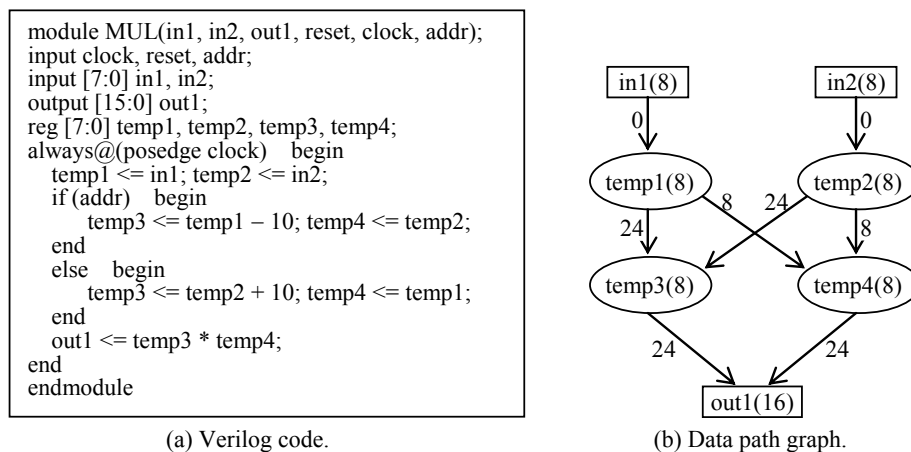 module MUL(in1, in2, out1, reset, clock, addr);
input clock, reset, addr;
input [7:0] in1, in2;
output [15:0] out1;
reg [7:0] temp1, temp2, temp3, temp4;
always@(posedge clock) begin
temp1 <= in1; temp2 <= in2;
if (addr) begin
temp3 <= temp1 – 10; temp4 <= temp2;
end
else begin
temp3 <= temp2 + 10; temp4 <= temp1;
end
out1 <= temp3 * temp4;
end
endmodule
(a) Verilog code.
in1(8) in2(8)
0 0
temp1(8) temp2(8)
24 8 24 8
temp3(8) temp4(8)
24 24
out1(16)
(b) Data path graph.